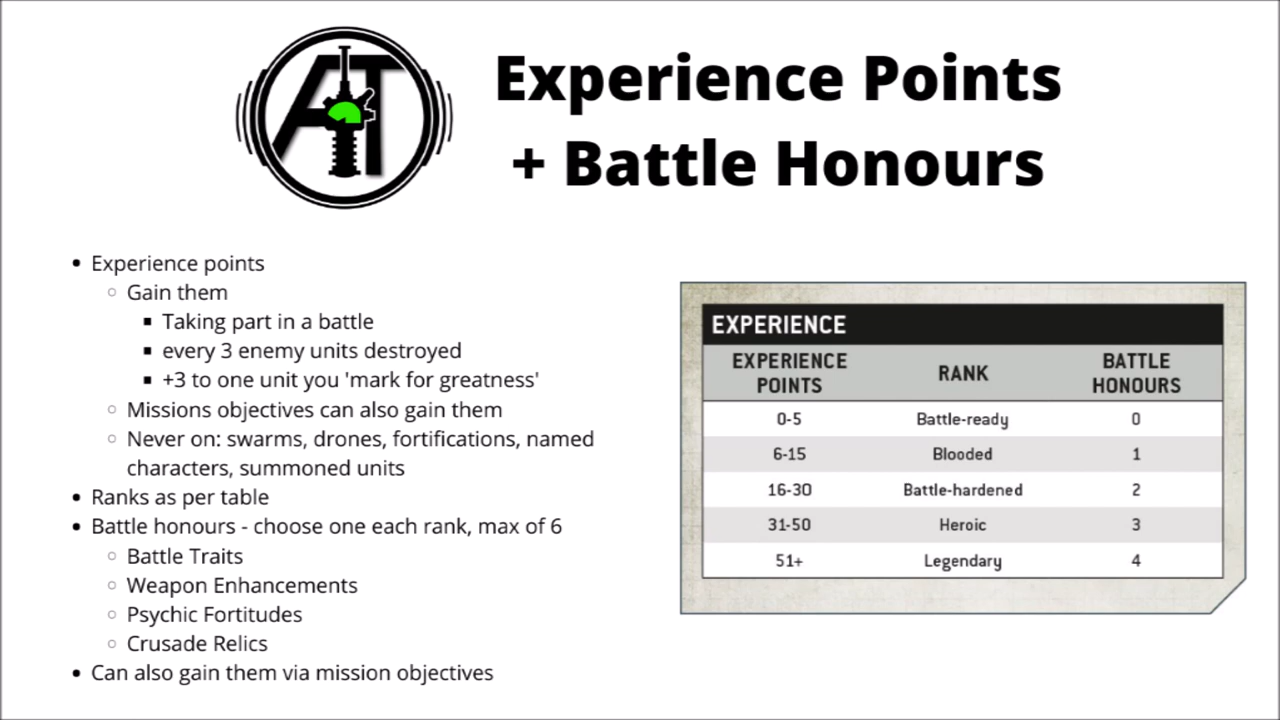 AT
Experience Points
+ Battle Honours
• Experience points
○ Gain them
▪ Taking part in a battle
▪ every 3 enemy units destroyed
▪ +3 to one unit you 'mark for greatness'
○ Missions objectives can also gain them
○ Never on: swarms, drones, fortifications, named
characters, summoned units
• Ranks as per table
• Battle honours - choose one each rank, max of 6
○ Battle Traits
○ Weapon Enhancements
○ Psychic Fortitudes
○ Crusade Relics
• Can also gain them via mission objectives
EXPERIENCE
EXPERIENCE POINTS RANK BATTLE HONOURS
0-5 Battle-ready 0
6-15 Blooded 1
16-30 Battle-hardened 2
31-50 Heroic 3
51+ Legendary 4